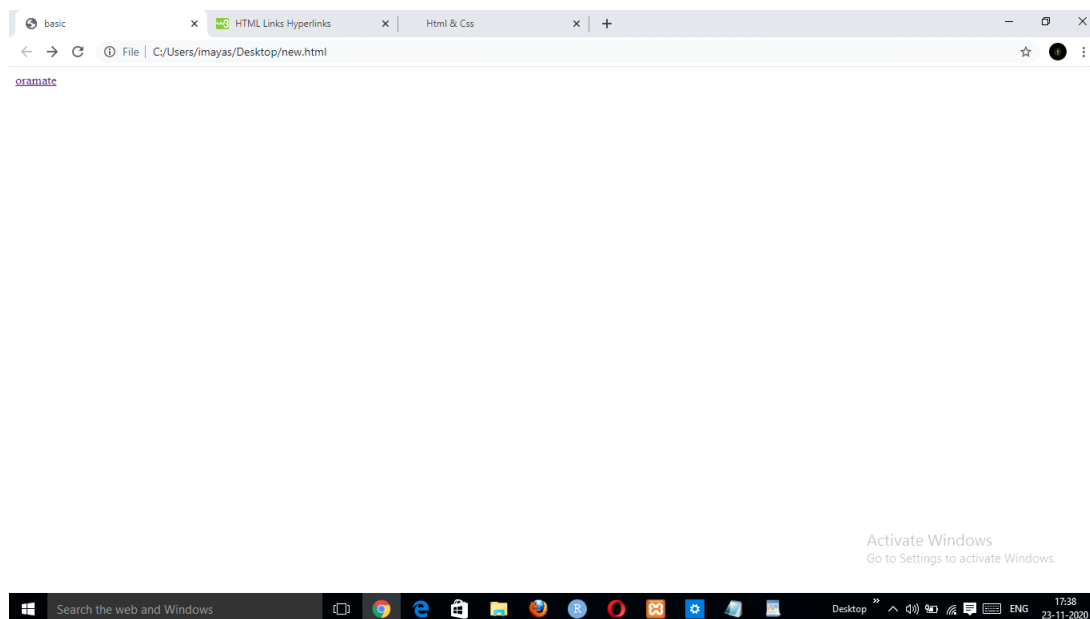 basic
HTML Links Hyperlinks
Html & Css
File | C:/Users/imayas/Desktop/new.html
oramate
Activate Windows
Go to Settings to activate Windows.
Search the web and Windows
Desktop
ENG
17:38
23-11-2020